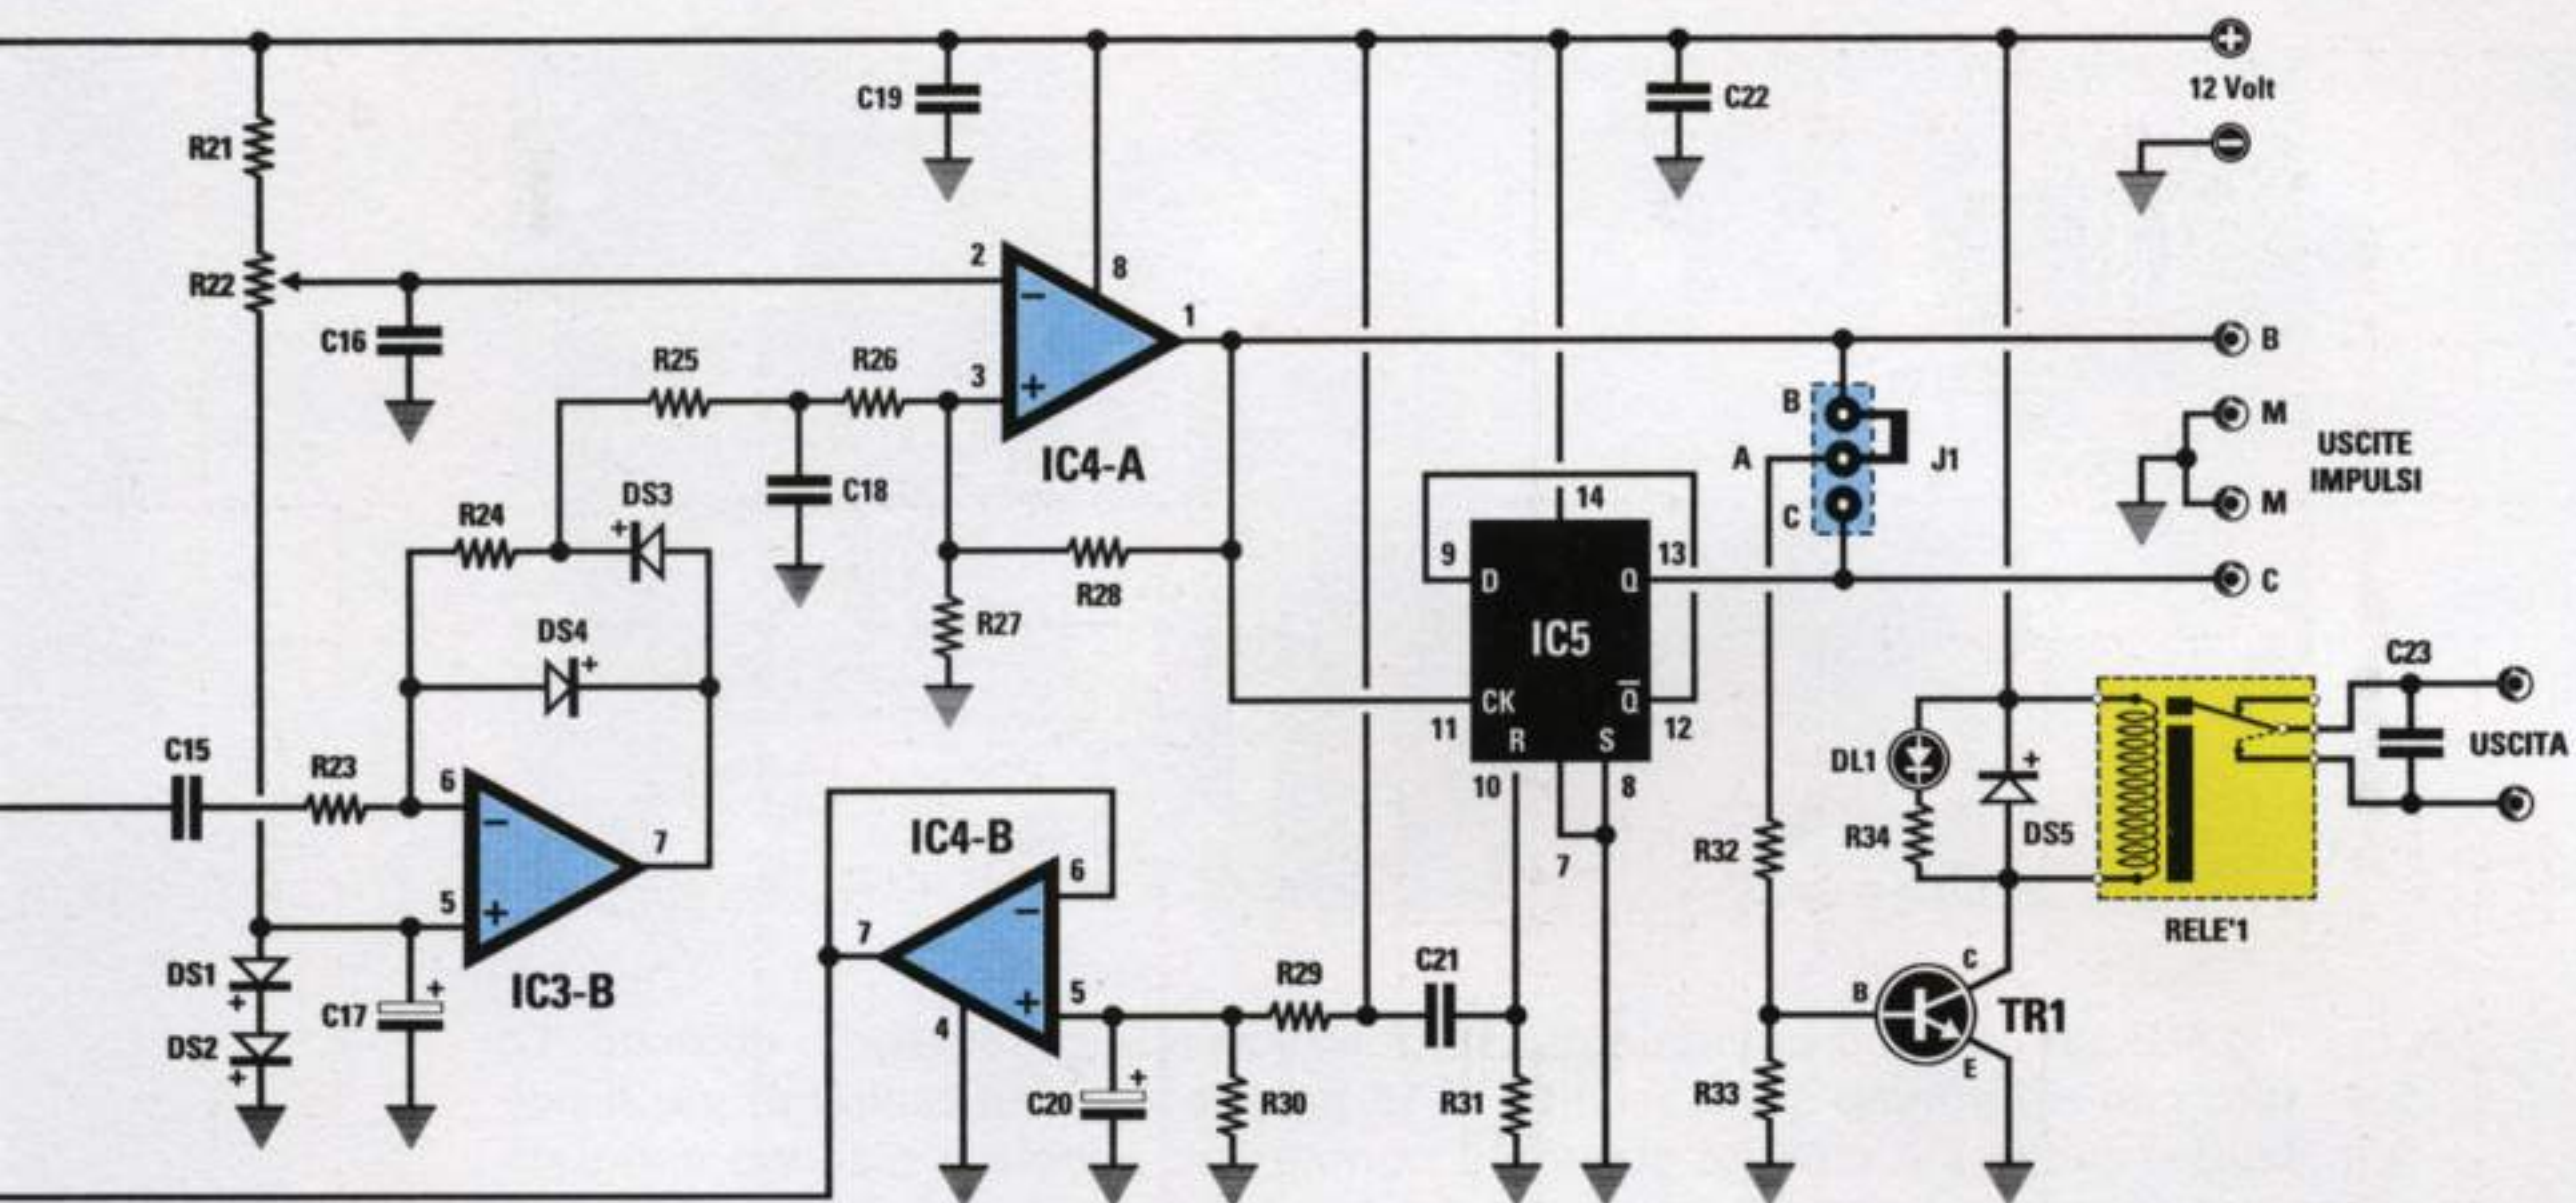 C19
C22
12 Volt
R21
R22
2
8
1
C16
R25
R26
3
IC4-A
B
B
A
J1
C
M
USCITE
IMPULSI
M
C
C18
DS3
+
R24
14
9
13
D
Q
R28
R27
IC5
DS4
+
CK
Q
11
R
S
12
10
8
7
C23
USCITA
C15
R23
6
7
5
IC3-B
DS1
+
DS2
+
C17
+
IC4-B
6
7
5
4
C20
+
R30
R29
C21
R31
R32
R33
DL1
R34
+
DS5
RELE'1
C
B
TR1
E